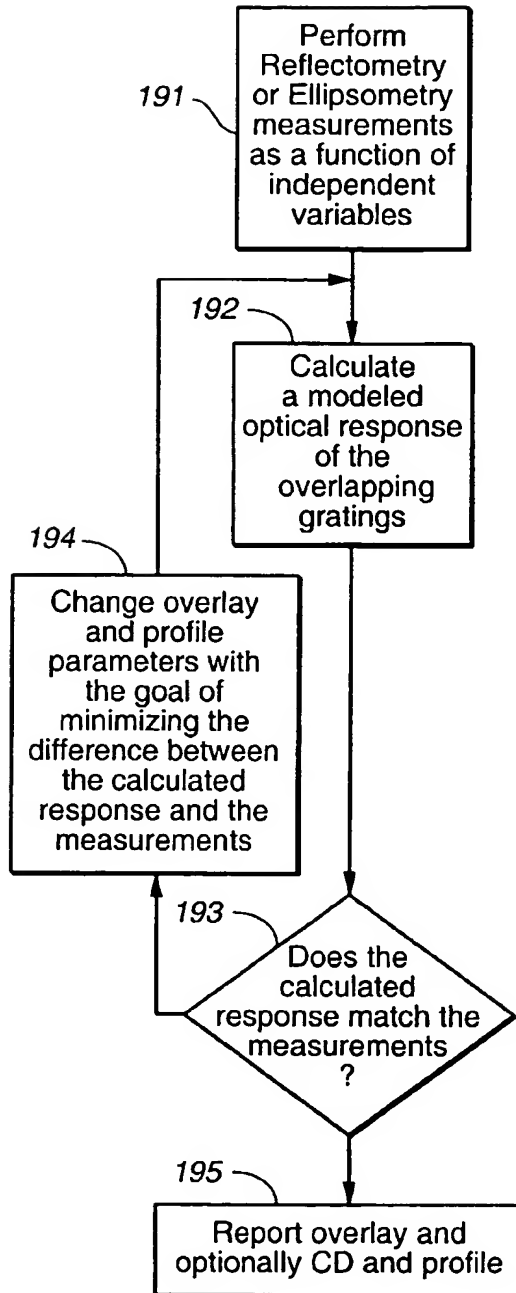 191
Perform
Reflectometry
or Ellipsometry
measurements
as a function of
independent
variables
192
Calculate
a modeled
optical response
of the
overlapping
gratings
194
Change overlay
and profile
parameters with
the goal of
minimizing the
difference between
the calculated
response and the
measurements
193
Does the
calculated
response match the
measurements
?
195
Report overlay and
optionally CD and profile